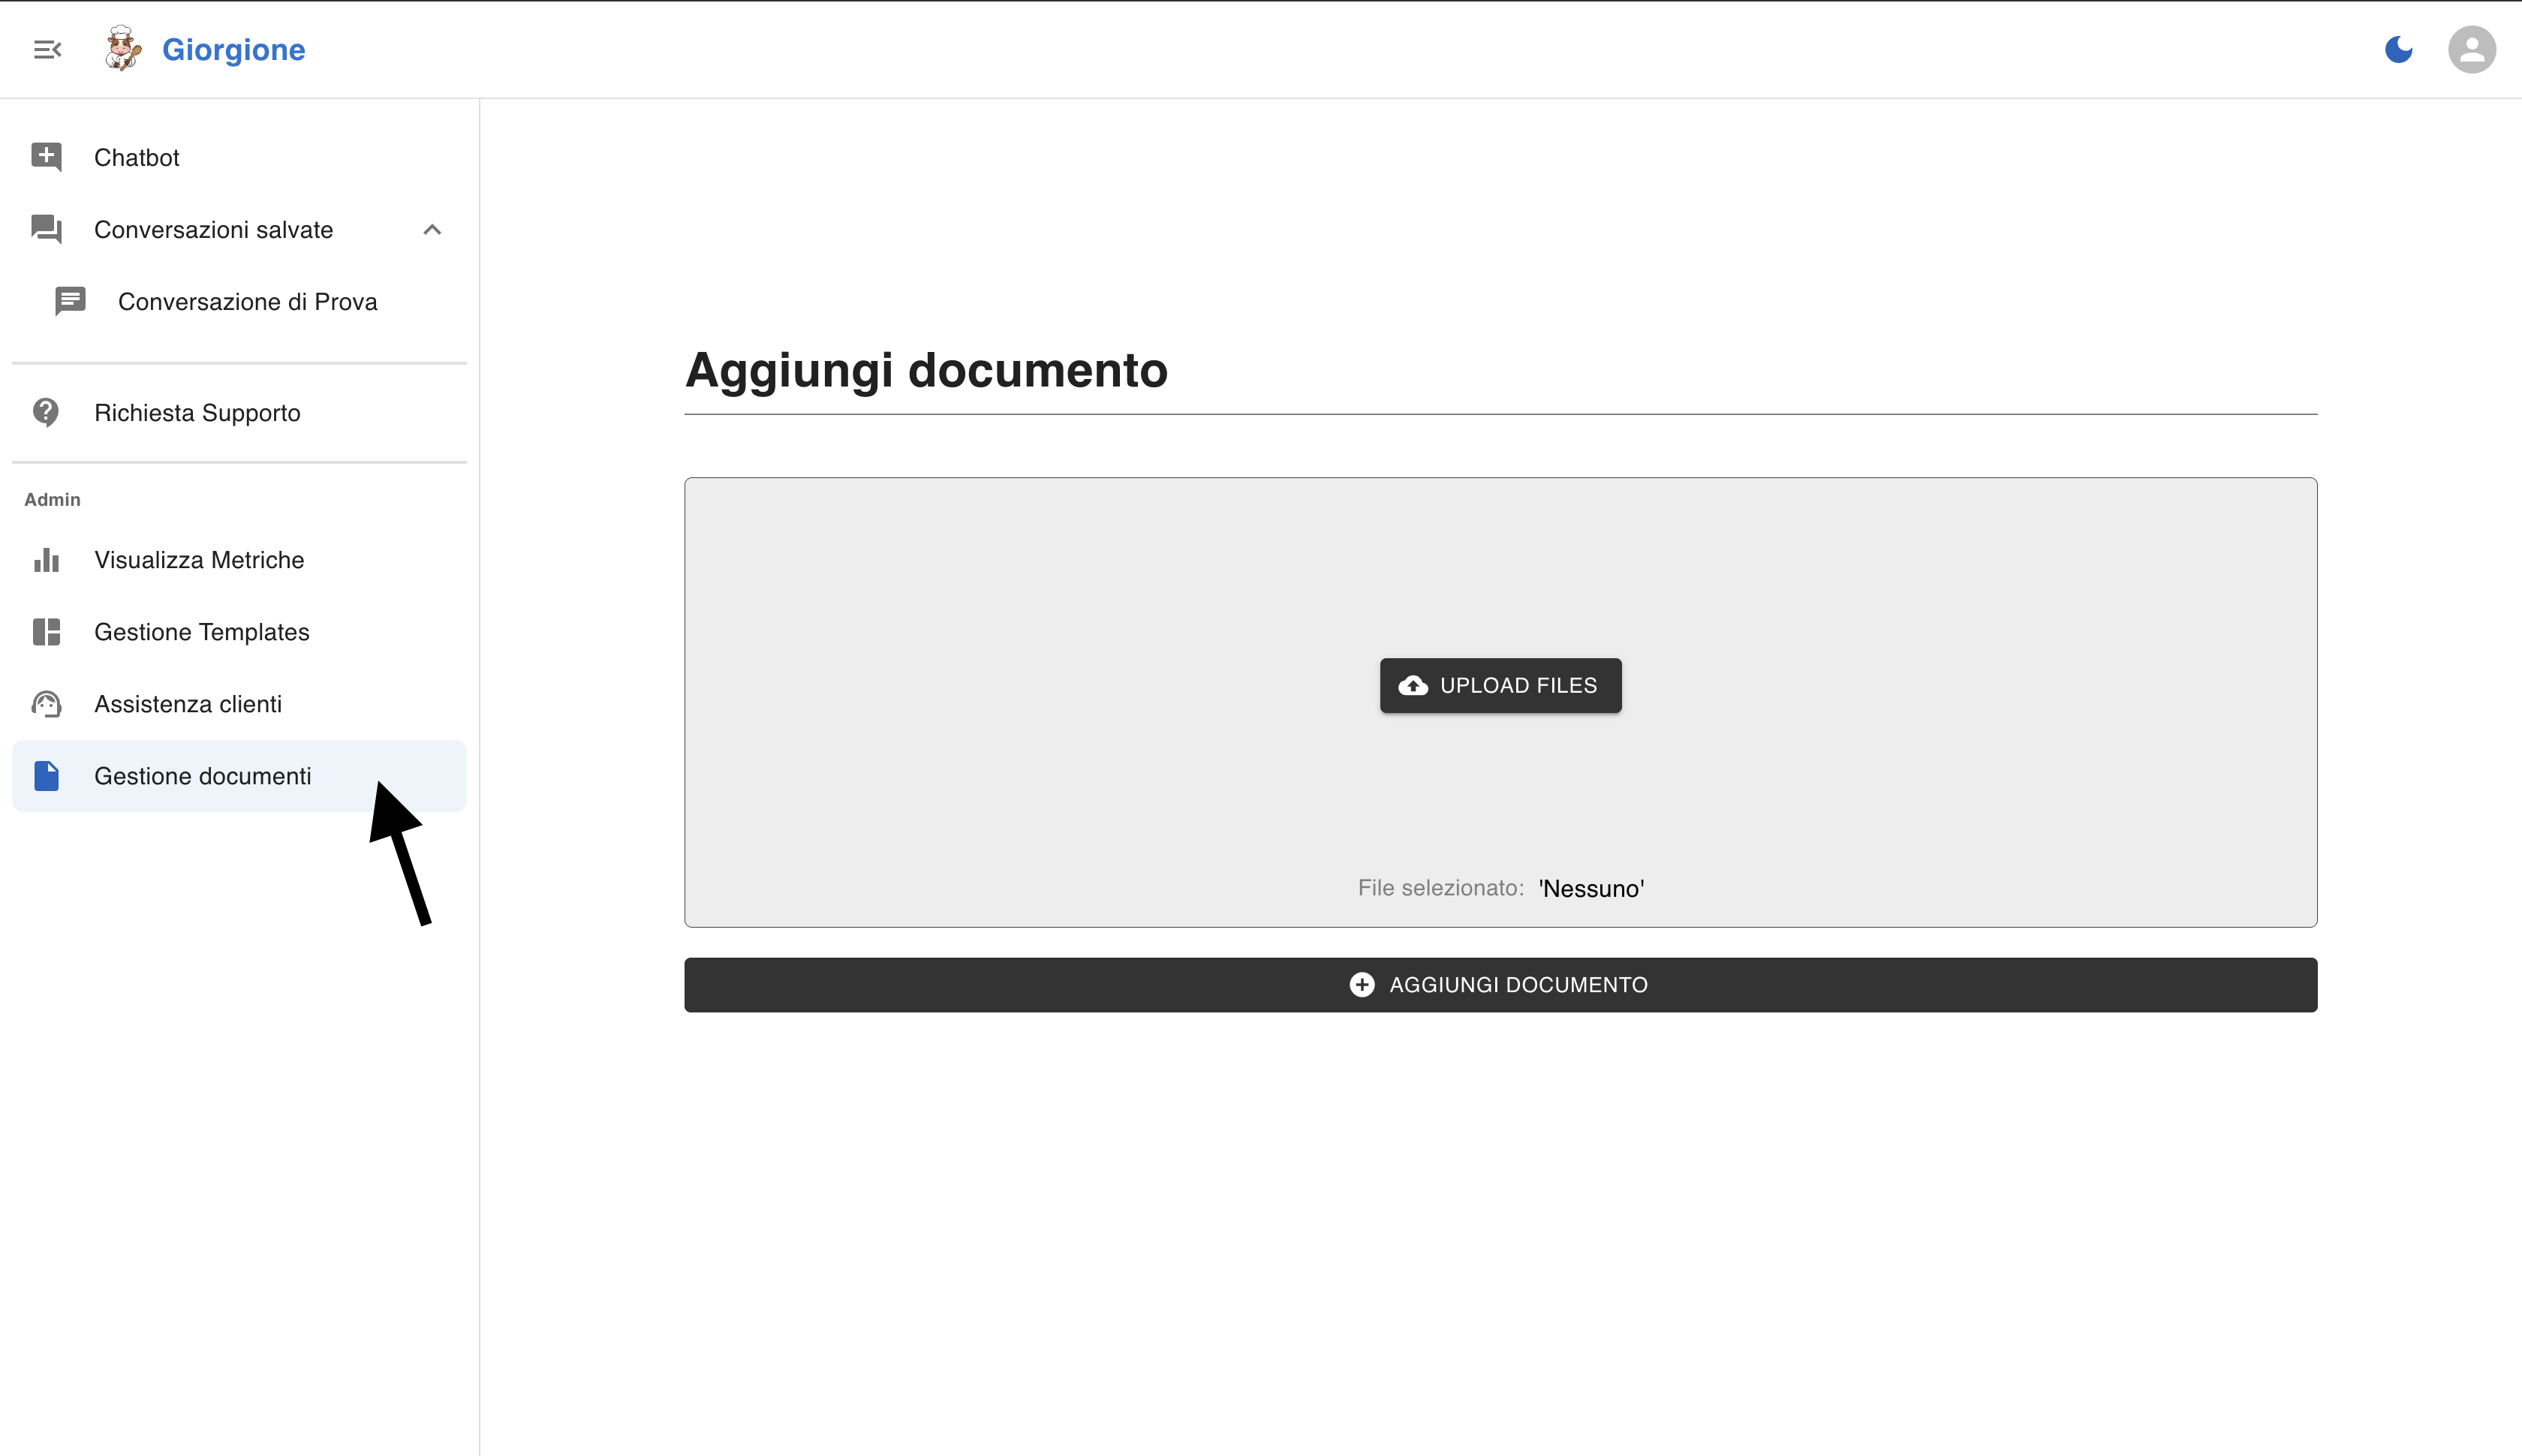 Giorgione
Chatbot
Conversazioni salvate
Conversazione di Prova
Richiesta Supporto
Admin
Visualizza Metriche
Gestione Templates
Assistenza clienti
Gestione documenti
Aggiungi documento
UPLOAD FILES
File selezionato: 'Nessuno'
AGGIUNGI DOCUMENTO